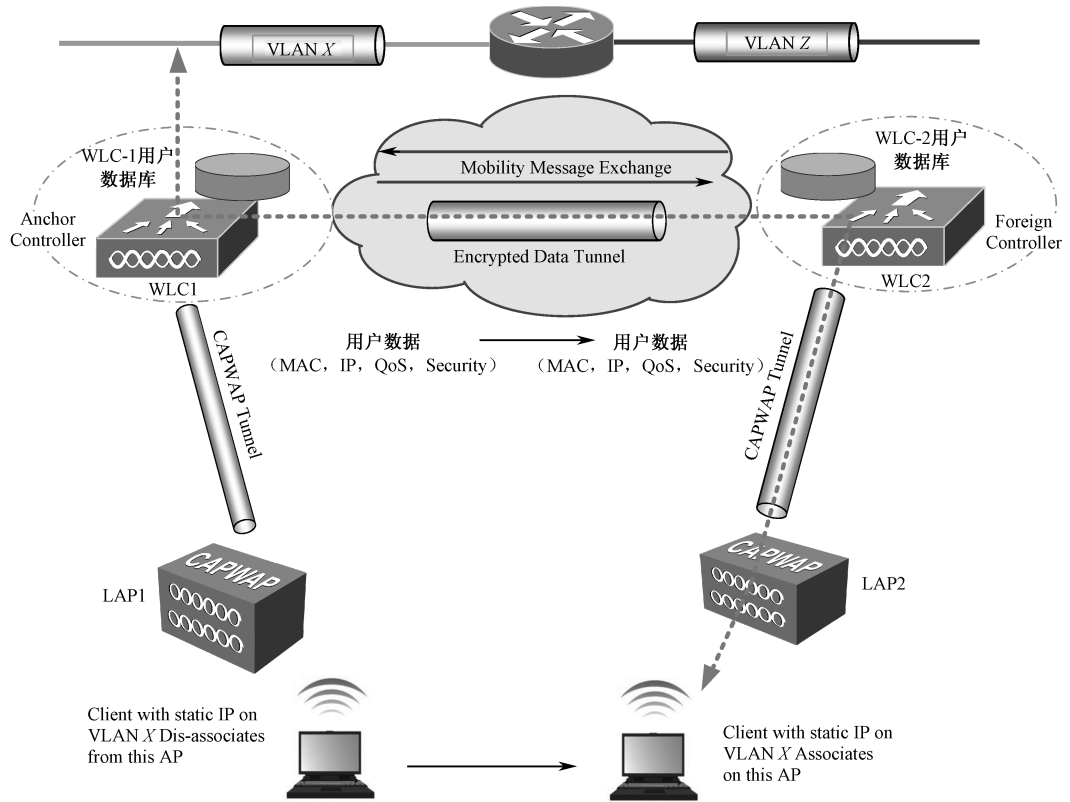 VLAN X
VLAN Z
WLC-1用户
数据库
WLC-2用户
数据库
Mobility Message Exchange
Anchor
Controller
Foreign
Controller
Encrypted Data Tunnel
WLC1
WLC2
用户数据
（MAC，IP，QoS，Security）
用户数据
（MAC，IP，QoS，Security）
CAPWAP Tunnel
CAPWAP Tunnel
CAPWAP
CAPWAP
LAP1
LAP2
Client with static IP on
VLAN X Dis-associates
from this AP
Client with static IP on
VLAN X Associates
on this AP